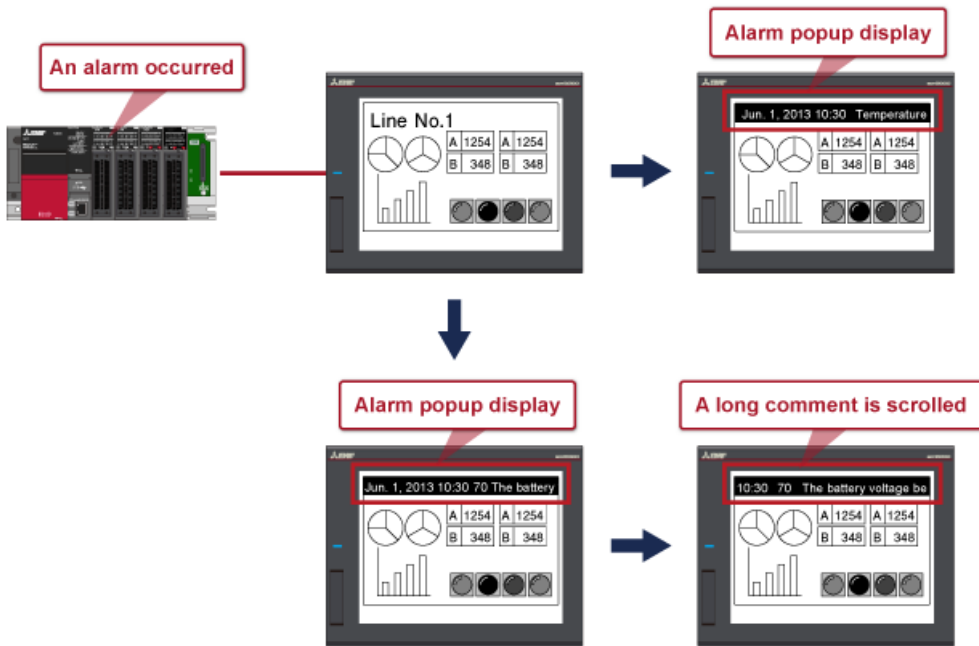 Alarm popup display
An alarm occurred
Line No.1
A 1254 A 1254
B 348 B 348
Jun. 1, 2013 10:30 Temperature
A 1254 A 1254
B 348 B 348
Alarm popup display
A long comment is scrolled
Jun. 1, 2013 10:30 70 The battery
A 1254 A 1254
B 348 B 348
10:30 70 The battery voltage be
A 1254 A 1254
B 348 B 348